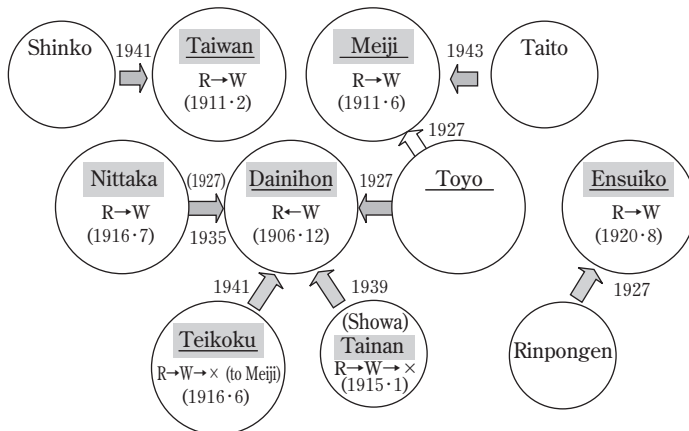 Shinko
1941
Taiwan
R→W
(1911·2)
Meiji
R→W
(1911·6)
1943
Taito
1927
Nittaka
R→W
(1916·7)
(1927)
1935
Dainihon
R←W
(1906·12)
1927
Toyo
Ensuiko
R→W
(1920·8)
1941
1939
1927
Teikoku
R→W→× (to Meiji)
(1916·6)
(Showa)
Tainan
R→W→×
(1915·1)
Rinpongen